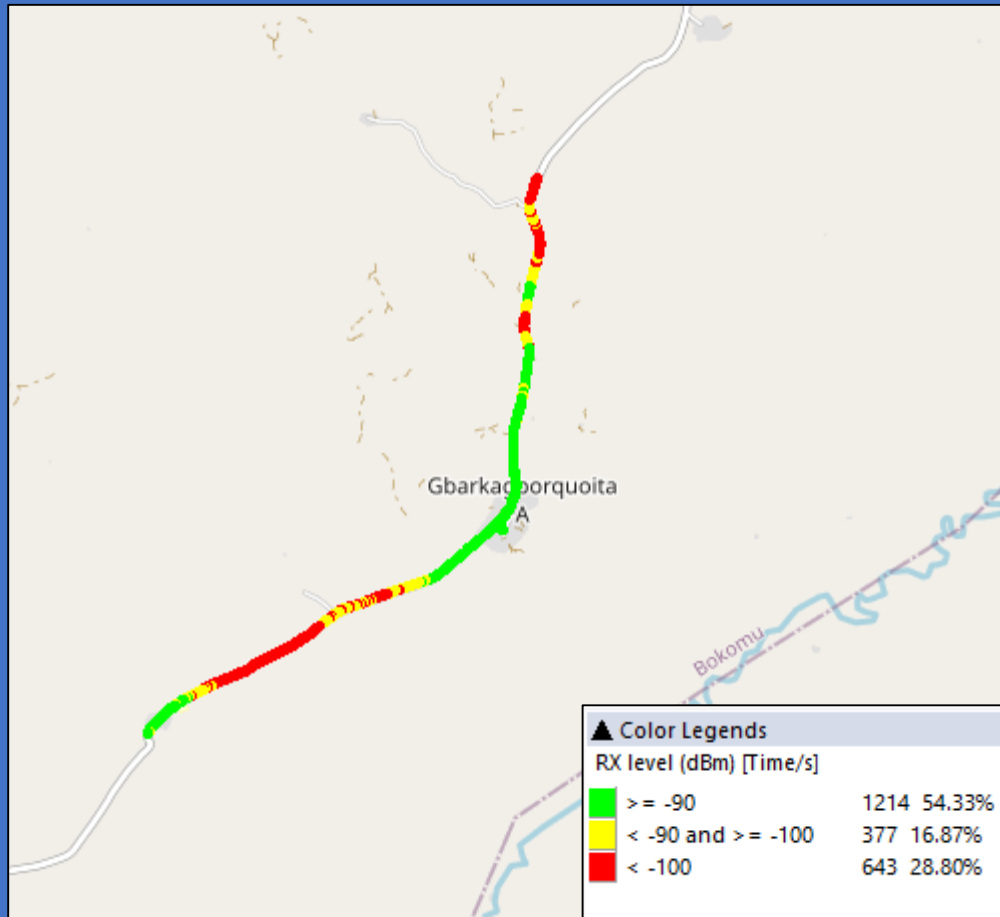 Gbarkagborquoita
A
Bokomu
▲ Color Legends
RX level (dBm) [Time/s]
>= -90 1214 54.33%
< -90 and >= -100 377 16.87%
< -100 643 28.80%